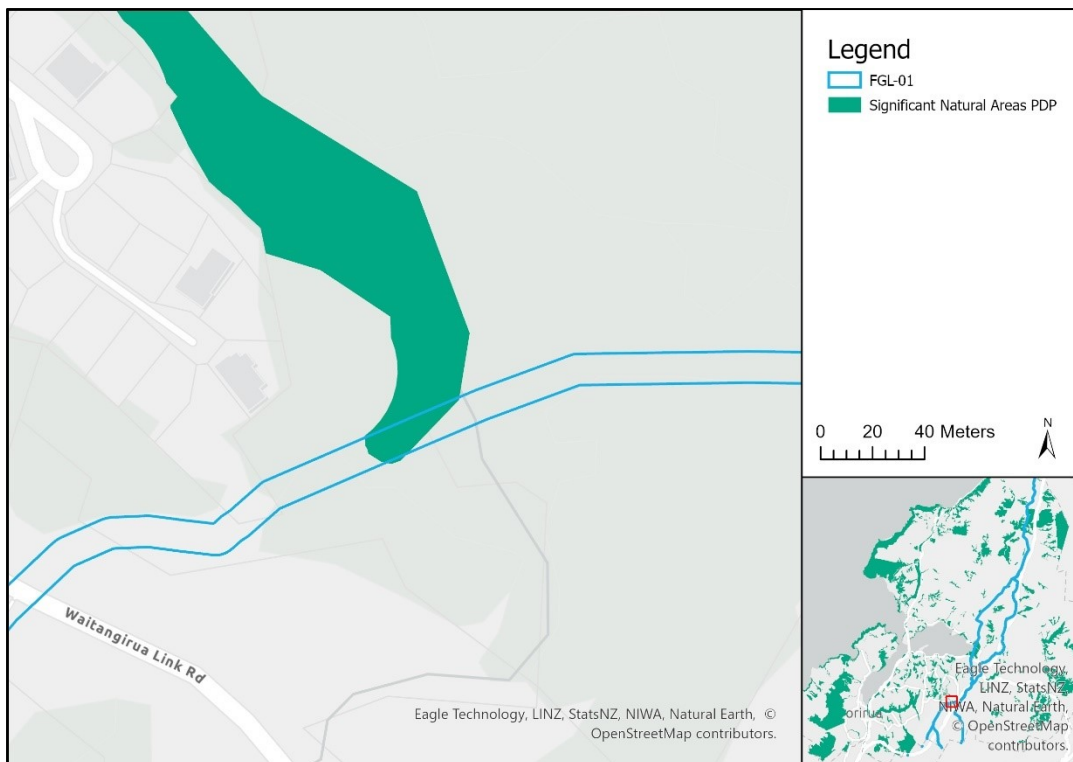 Legend
FGL-01
Significant Natural Areas PDP
0 20 40 Meters
N
Waitangirua Link Rd
Eagle Technology, LINZ, StatsNZ, NIWA, Natural Earth, ©
OpenStreetMap contributors.
orirua
Eagle Technology,
LINZ, StatsNZ,
NIWA, Natural Earth,
© OpenStreetMap
contributors.